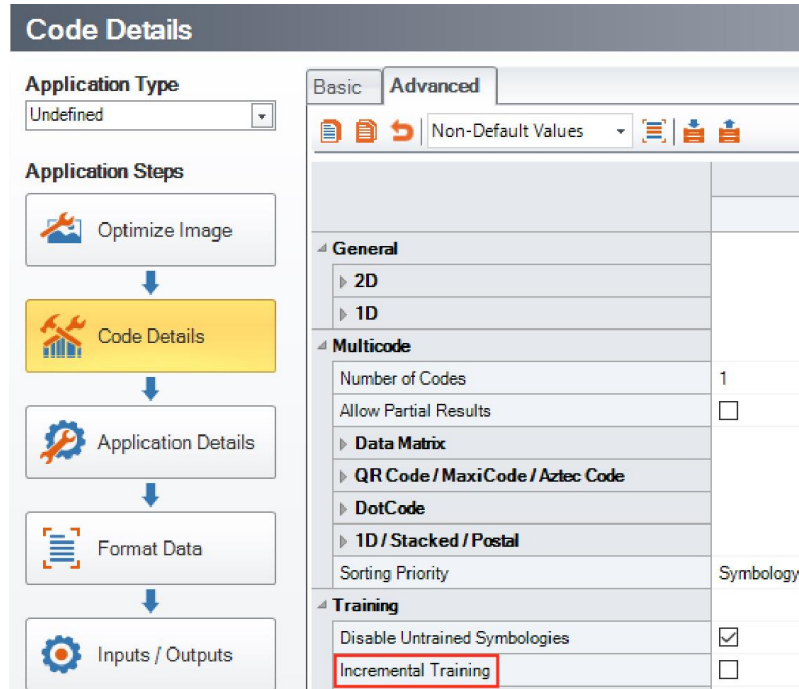 Code Details
Application Type
Undefined
Application Steps
Optimize Image
Code Details
Application Details
Format Data
Inputs / Outputs
Basic
Advanced
Non-Default Values
General
2D
1D
Multicode
Number of Codes 1
Allow Partial Results
Data Matrix
QR Code / MaxiCode / Aztec Code
DotCode
1D / Stacked / Postal
Sorting Priority Symbology
Training
Disable Untrained Symbologies
Incremental Training